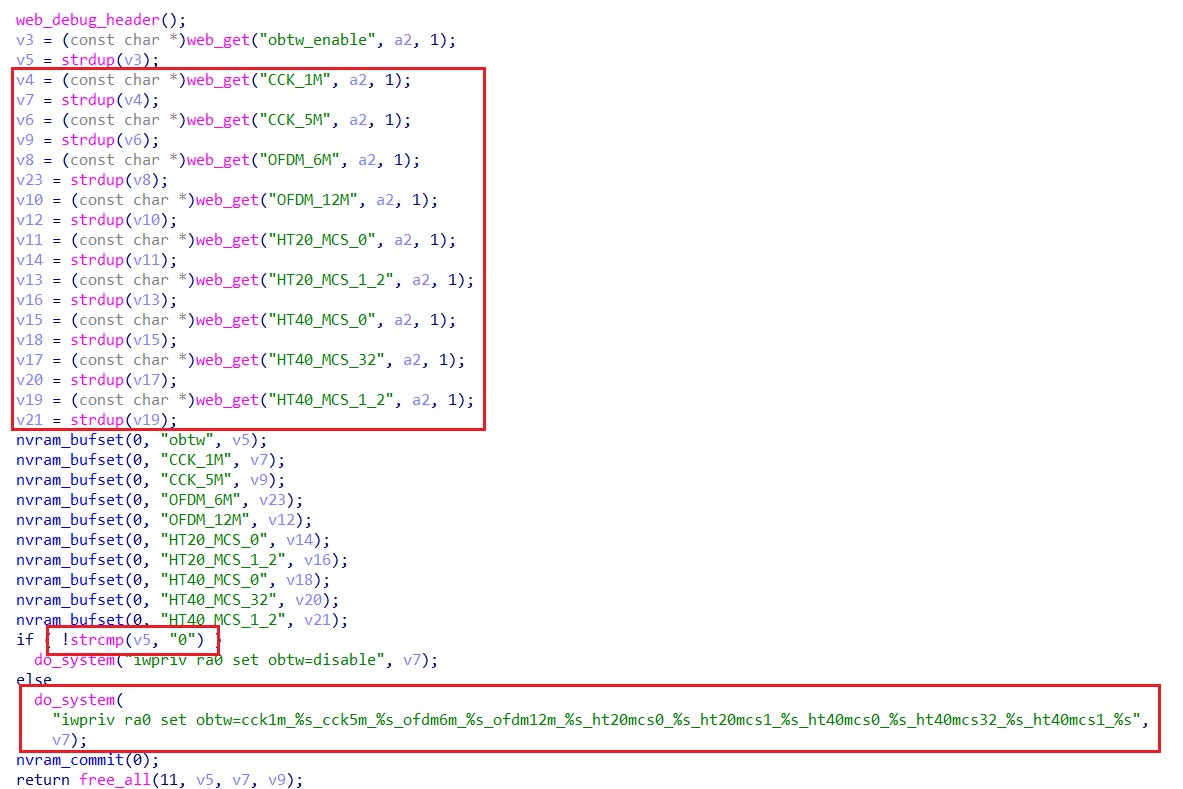 web_debug_header();
v3 = (const char *)web_get("obtw_enable", a2, 1);
v5 = strdup(v3);
v4 = (const char *)web_get("CCK_1M", a2, 1);
v7 = strdup(v4);
v6 = (const char *)web_get("CCK_5M", a2, 1);
v9 = strdup(v6);
v8 = (const char *)web_get("OFDM_6M", a2, 1);
v23 = strdup(v8);
v10 = (const char *)web_get("OFDM_12M", a2, 1);
v12 = strdup(v10);
v11 = (const char *)web_get("HT20_MCS_0", a2, 1);
v14 = strdup(v11);
v13 = (const char *)web_get("HT20_MCS_1_2", a2, 1);
v16 = strdup(v13);
v15 = (const char *)web_get("HT40_MCS_0", a2, 1);
v18 = strdup(v15);
v17 = (const char *)web_get("HT40_MCS_32", a2, 1);
v20 = strdup(v17);
v19 = (const char *)web_get("HT40_MCS_1_2", a2, 1);
v21 = strdup(v19);
nvram_bufset(0, "obtw", v5);
nvram_bufset(0, "CCK_1M", v7);
nvram_bufset(0, "CCK_5M", v9);
nvram_bufset(0, "OFDM_6M", v23);
nvram_bufset(0, "OFDM_12M", v12);
nvram_bufset(0, "HT20_MCS_0", v14);
nvram_bufset(0, "HT20_MCS_1_2", v16);
nvram_bufset(0, "HT40_MCS_0", v18);
nvram_bufset(0, "HT40_MCS_32", v20);
nvram_bufset(0, "HT40_MCS_1_2", v21);
if ( !strcmp(v5, "0") )
do_system("iwpriv ra0 set obtw=disable", v7);
else
do_system(
"iwpriv ra0 set obtw=cck1m_%s_cck5m_%s_ofdm6m_%s_ofdm12m_%s_ht20mcs0_%s_ht20mcs1_%s_ht40mcs0_%s_ht40mcs32_%s_ht40mcs1_%s",
v7);
nvram_commit(0);
return free_all(11, v5, v7, v9);